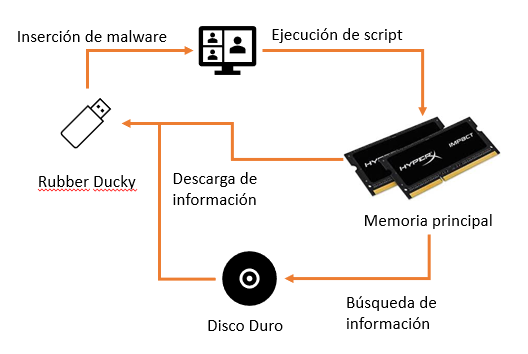 Inserción de malware
Ejecución de script
HYPERX
IMPACT
Rubber Ducky
Descarga de
información
Memoria principal
Búsqueda de
información
Disco Duro